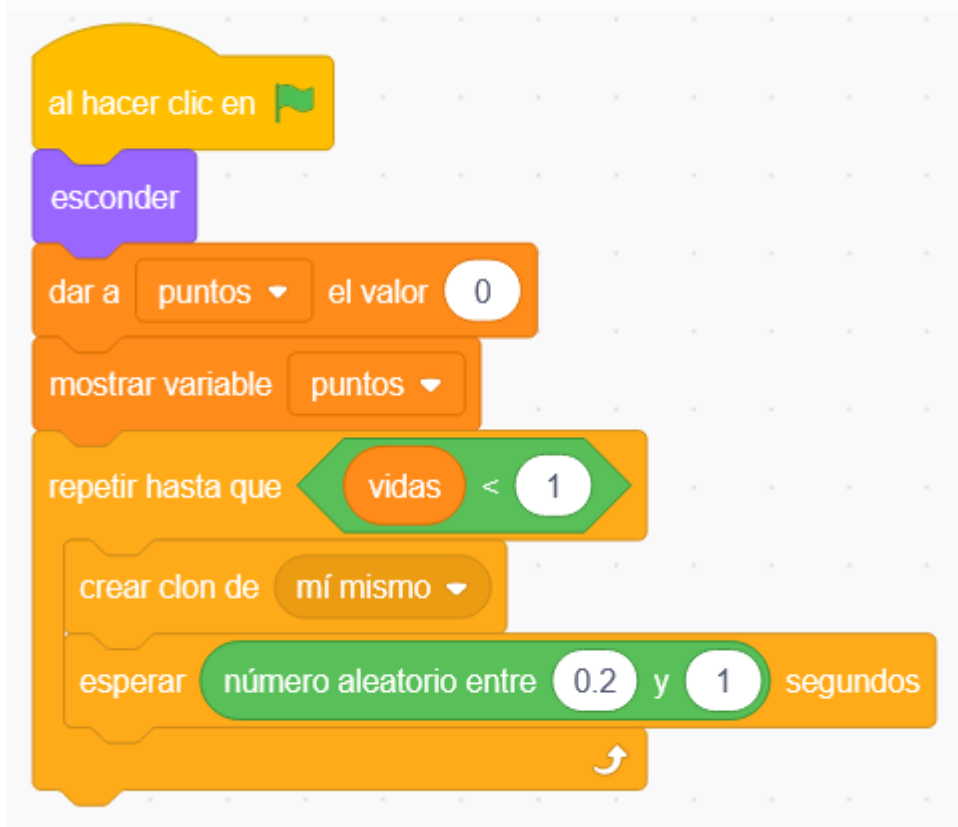 al hacer clic en
esconder
dar a puntos el valor 0
mostrar variable puntos
repetir hasta que vidas < 1
crear clon de mí mismo
esperar número aleatorio entre 0.2 y 1 segundos